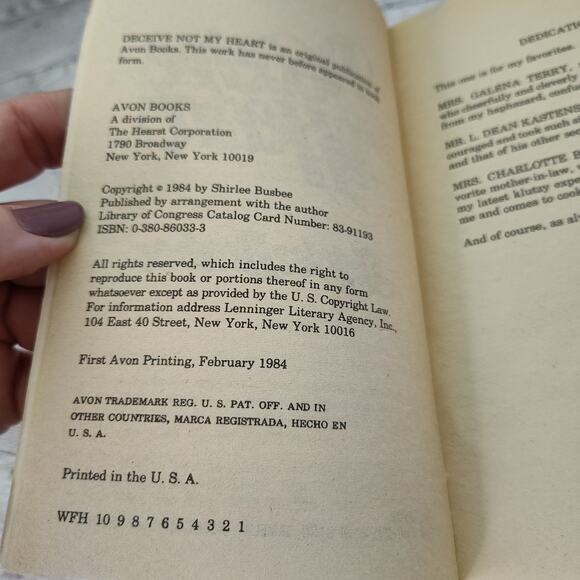 DECEIVE NOT MY HEART is an original publication of
Avon Books. This work has never before appeared in book
form.
AVON BOOKS
A division of
The Hearst Corporation
1790 Broadway
New York, New York 10019
Copyright © 1984 by Shirlee Busbee
Published by arrangement with the author
Library of Congress Catalog Card Number: 83-91193
ISBN: 0-380-86033-3
All rights reserved, which includes the right to
reproduce this book or portions thereof in any form
whatsoever except as provided by the U. S. Copyright Law.
For information address Lenninger Literary Agency, Inc.,
104 East 40 Street, New York, New York 10016
First Avon Printing, February 1984
AVON TRADEMARK REG. U. S. PAT. OFF. AND IN
OTHER COUNTRIES, MARCA REGISTRADA, HECHO EN
U. S. A.
Printed in the U. S. A.
WFH 10 9 8 7 6 5 4 3 2 1
DEDICATIO
This one is for my favorites.
MRS. GALENA TERRY,
who cheerfully and cleverly
from my haphazard, confu
MR. L. DEAN KASTENS
couraged and took such
and that of his other sec
MRS. CHARLOTTE B
vorite mother-in-law,
my latest klutzy expe
me and comes to cook
And of course, as al